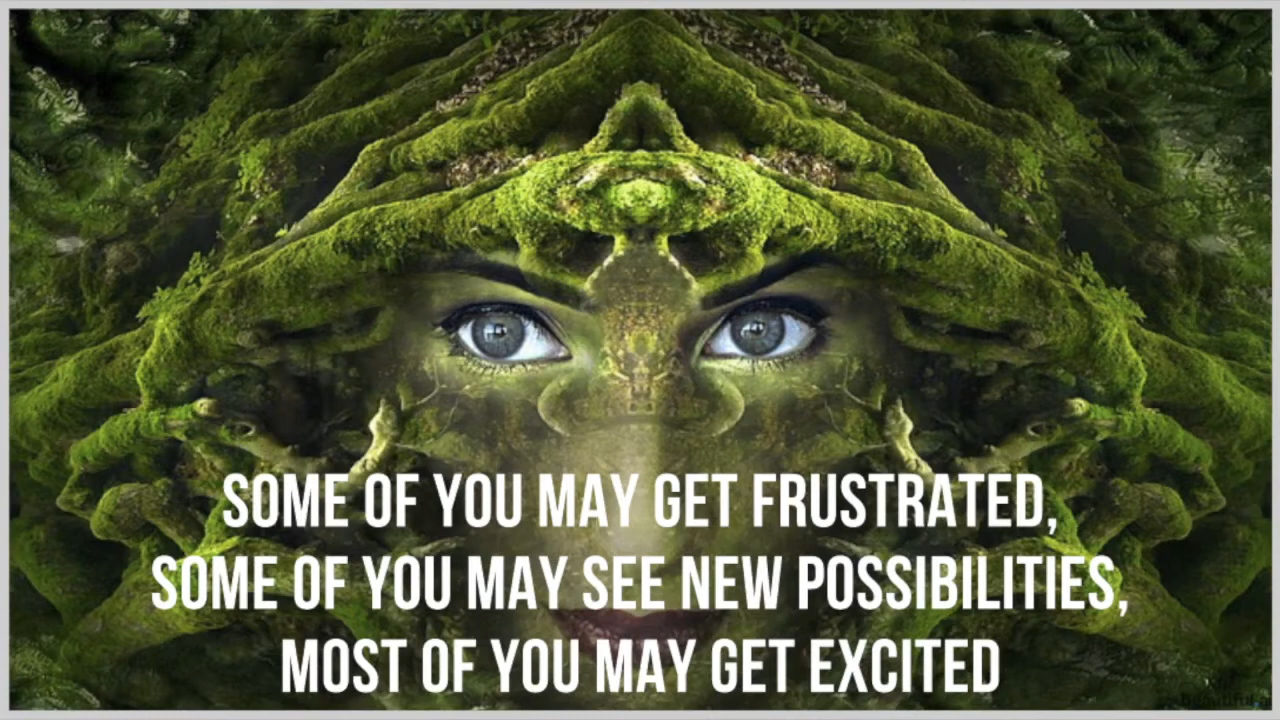 SOME OF YOU MAY GET FRUSTRATED,
SOME OF YOU MAY SEE NEW POSSIBILITIES,
MOST OF YOU MAY GET EXCITED